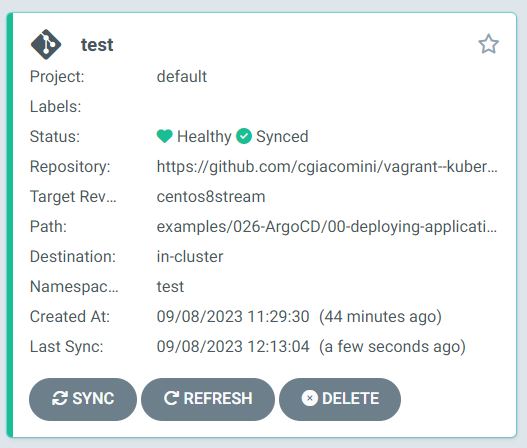 test
Project: default
Labels:
Status: Healthy Synced
Repository: https://github.com/cgiacomini/vagrant--kuber...
Target Rev... centos8stream
Path: examples/026-ArgoCD/00-deploying-applicati...
Destination: in-cluster
Namespac... test
Created At: 09/08/2023 11:29:30 (44 minutes ago)
Last Sync: 09/08/2023 12:13:04 (a few seconds ago)
SYNC REFRESH DELETE